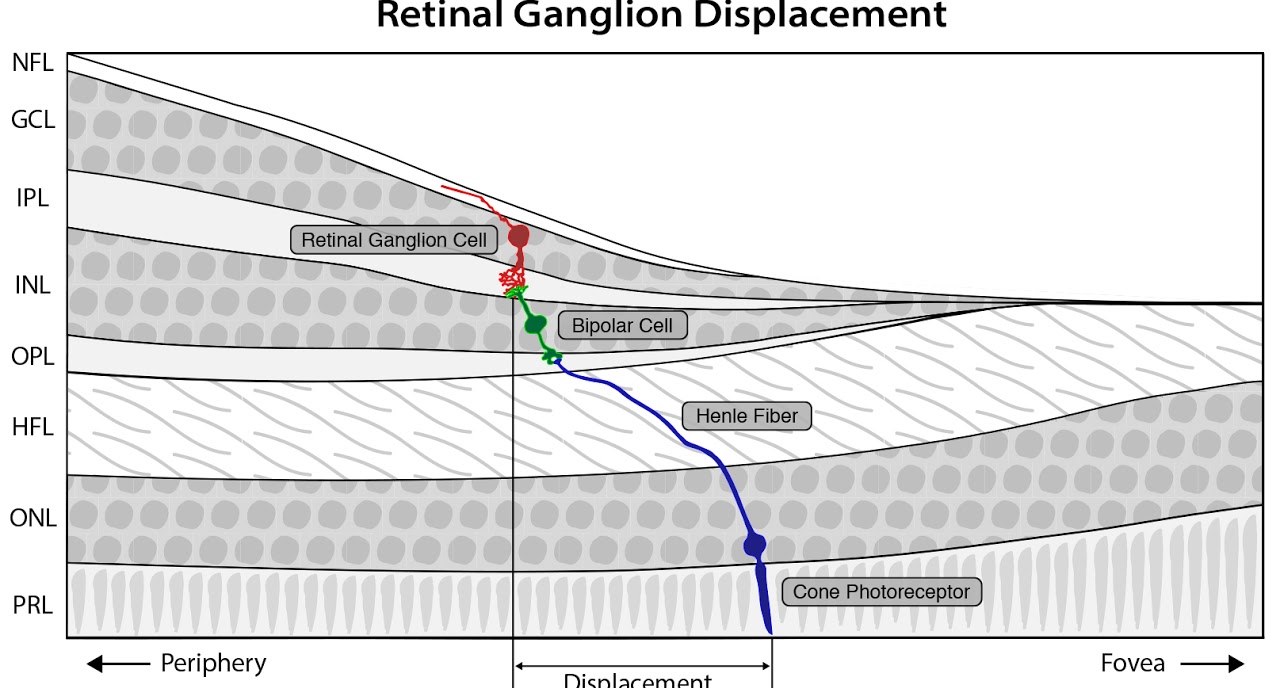 Retinal Ganglion Displacement
NFL
GCL
IPL
Retinal Ganglion Cell
INL
Bipolar Cell
OPL
Henle Fiber
HFL
ONL
Cone Photoreceptor
PRL
Periphery
Fovea
Displacement